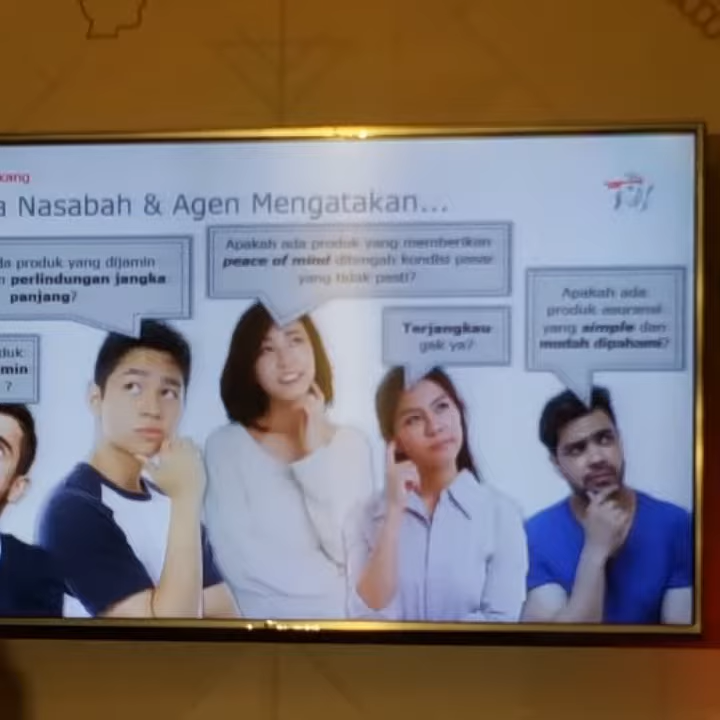 kang
a Nasabah & Agen Mengatakan...
da produk yang dijamin
n perlindungan jangka
panjang?
Apakah ada produk yang memberikan
peace of mind ditengah kondisi pasar
yang tidak pasti?
Terjangkau
gak ya?
Apakah ada
produk asuransi
yang simple dan
mudah dipahami?
duk
min
?